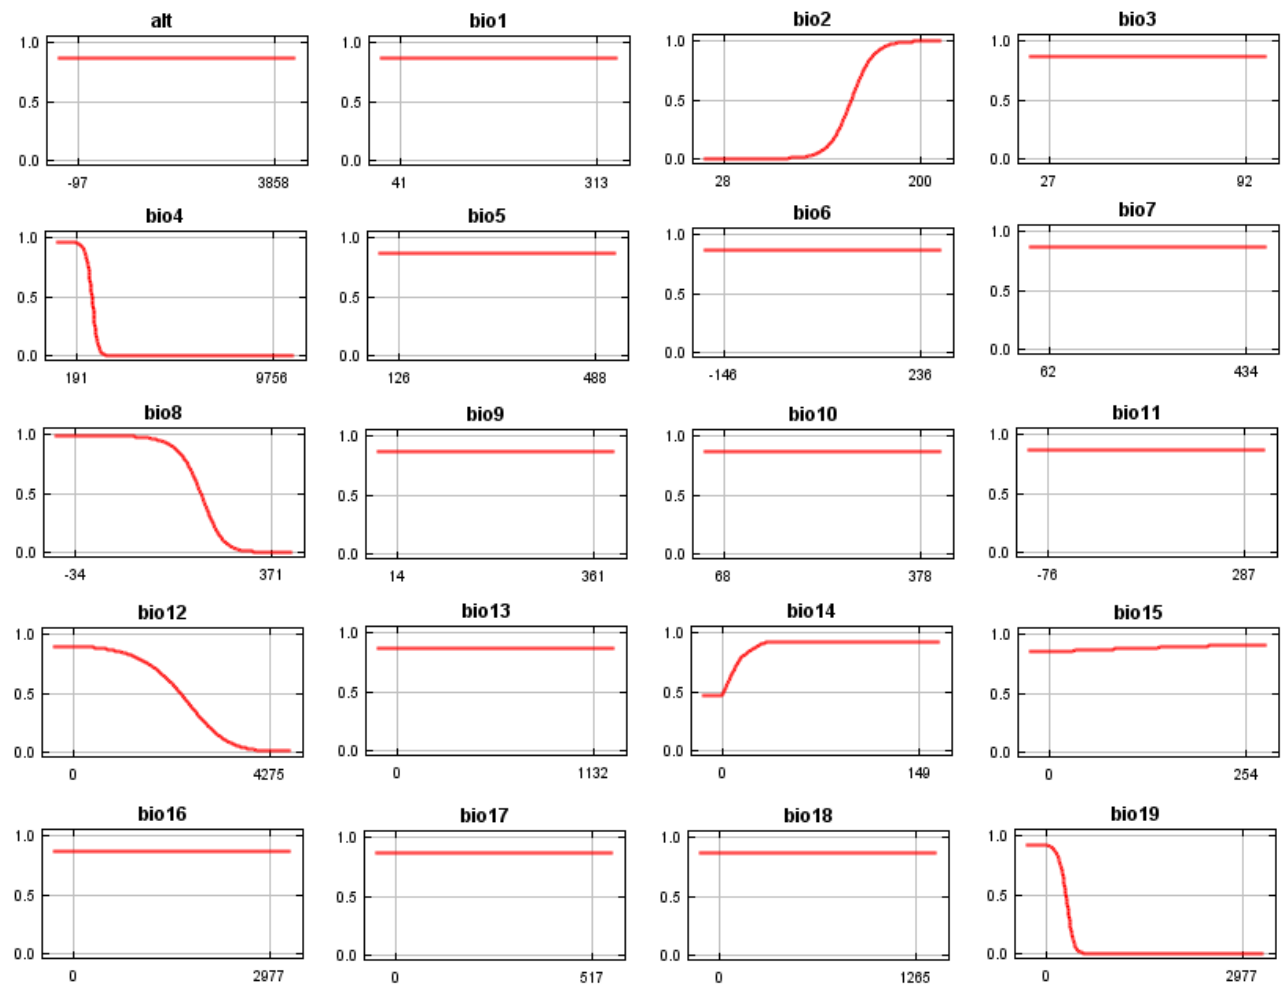 alt bio1 bio2 bio3
1.0 1.0 1.0 1.0
0.5 0.5 0.5 0.5
0.0 0.0 0.0 0.0
-97 3858 41 313 28 200 27 92
bio4 bio5 bio6 bio7
1.0 1.0 1.0 1.0
0.5 0.5 0.5 0.5
0.0 0.0 0.0 0.0
191 9756 126 488 -146 236 62 434
bio8 bio9 bio10 bio11
1.0 1.0 1.0 1.0
0.5 0.5 0.5 0.5
0.0 0.0 0.0 0.0
-34 371 14 361 68 378 -76 287
bio12 bio13 bio14 bio15
1.0 1.0 1.0 1.0
0.5 0.5 0.5 0.5
0.0 0.0 0.0 0.0
0 4275 0 1132 0 149 0 254
bio16 bio17 bio18 bio19
1.0 1.0 1.0 1.0
0.5 0.5 0.5 0.5
0.0 0.0 0.0 0.0
0 2977 0 517 0 1265 0 2977